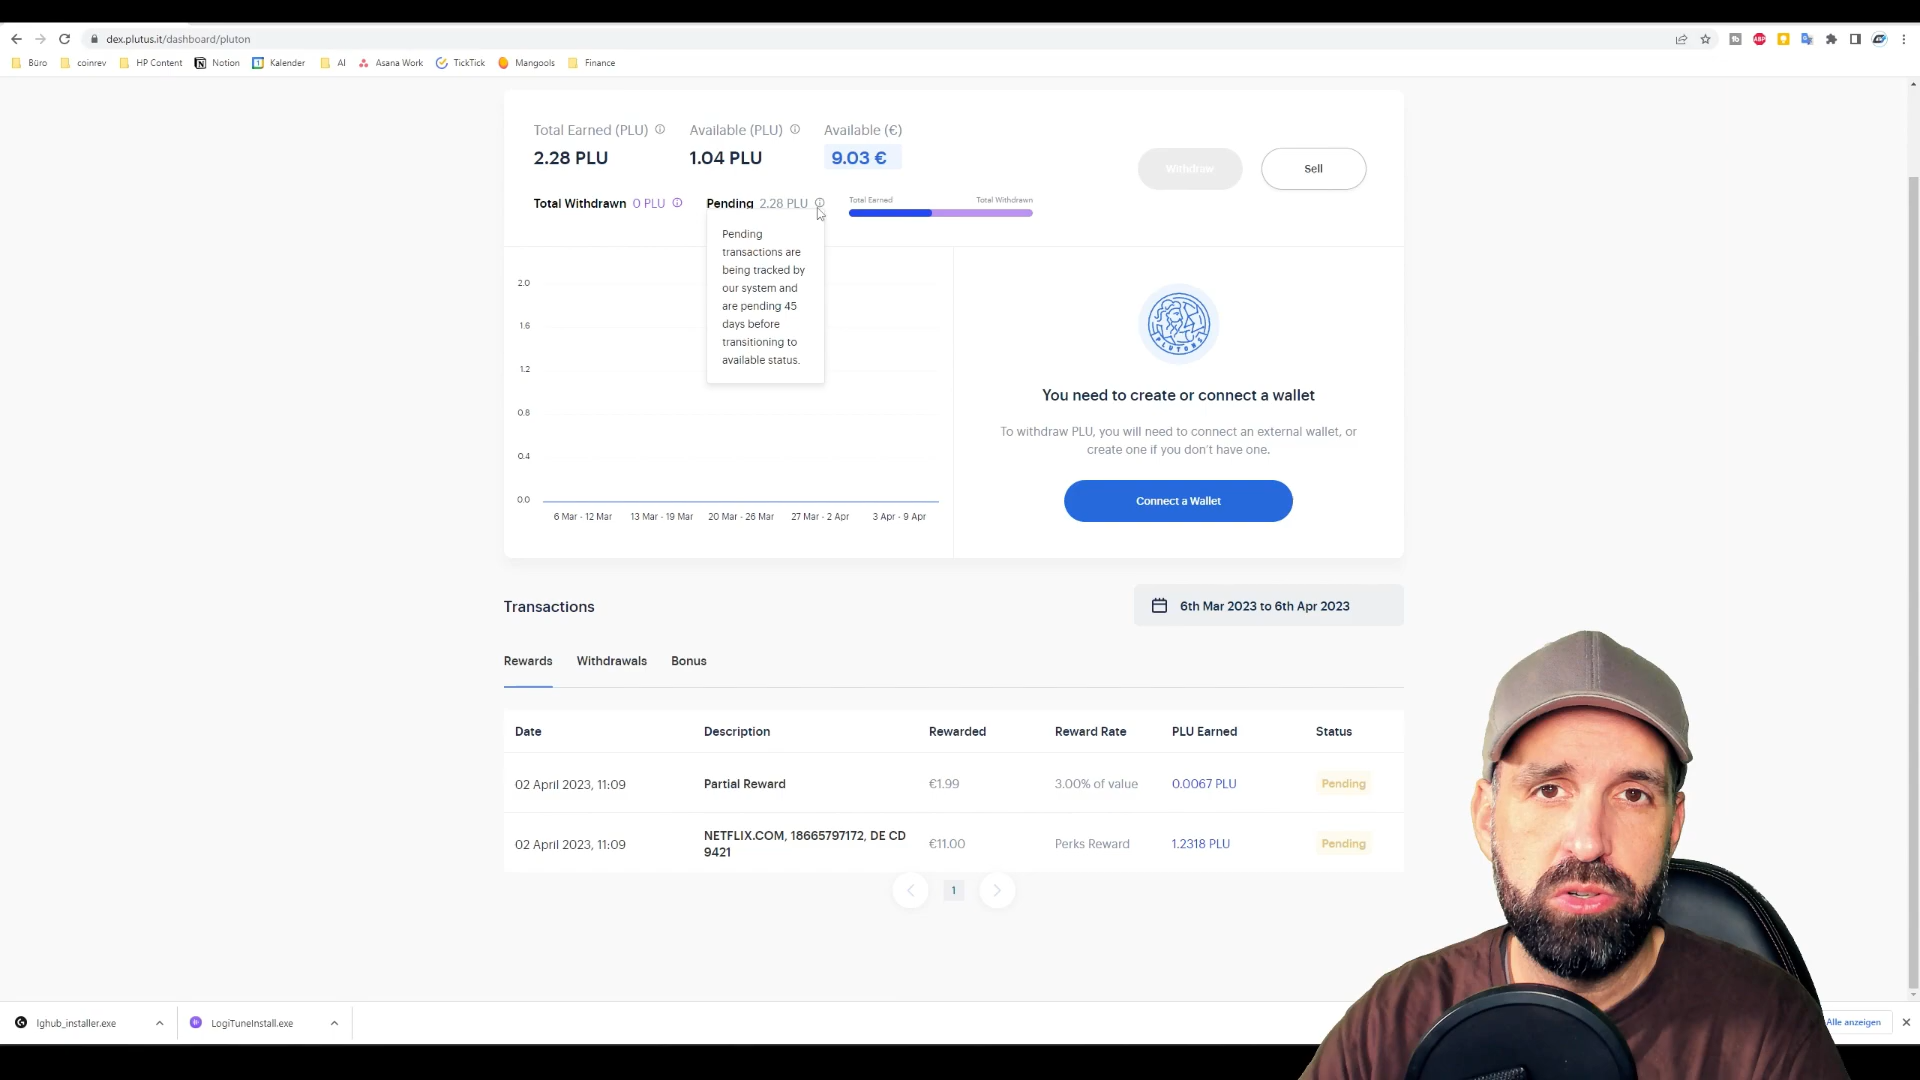 dex.plutus.it/dashboard/pluton
Büro
coinrev
HP Content
Notion
Kalender
AI
Asana Work
TickTick
Mangools
Finance
Total Earned (PLU)
Available (PLU)
Available (€)
2.28 PLU
1.04 PLU
9.03 €
Withdraw
Sell
Total Withdrawn 0 PLU
Pending 2.28 PLU
Total Earned
Total Withdrawn
Pending
transactions are
being tracked by
our system and
are pending 45
days before
transitioning to
available status.
2.0
1.6
1.2
0.8
0.4
0.0
6 Mar - 12 Mar
13 Mar - 19 Mar
20 Mar - 26 Mar
27 Mar - 2 Apr
3 Apr - 9 Apr
PLUTONS
You need to create or connect a wallet
To withdraw PLU, you will need to connect an external wallet, or
create one if you don't have one.
Connect a Wallet
Transactions
6th Mar 2023 to 6th Apr 2023
Rewards
Withdrawals
Bonus
Date
Description
Rewarded
Reward Rate
PLU Earned
Status
02 April 2023, 11:09
Partial Reward
€1.99
3.00% of value
0.0067 PLU
Pending
02 April 2023, 11:09
NETFLIX.COM, 18665797172, DE CD
9421
€11.00
Perks Reward
1.2318 PLU
Pending
1
lghub_installer.exe
LogiTuneInstall.exe
Alle anzeigen